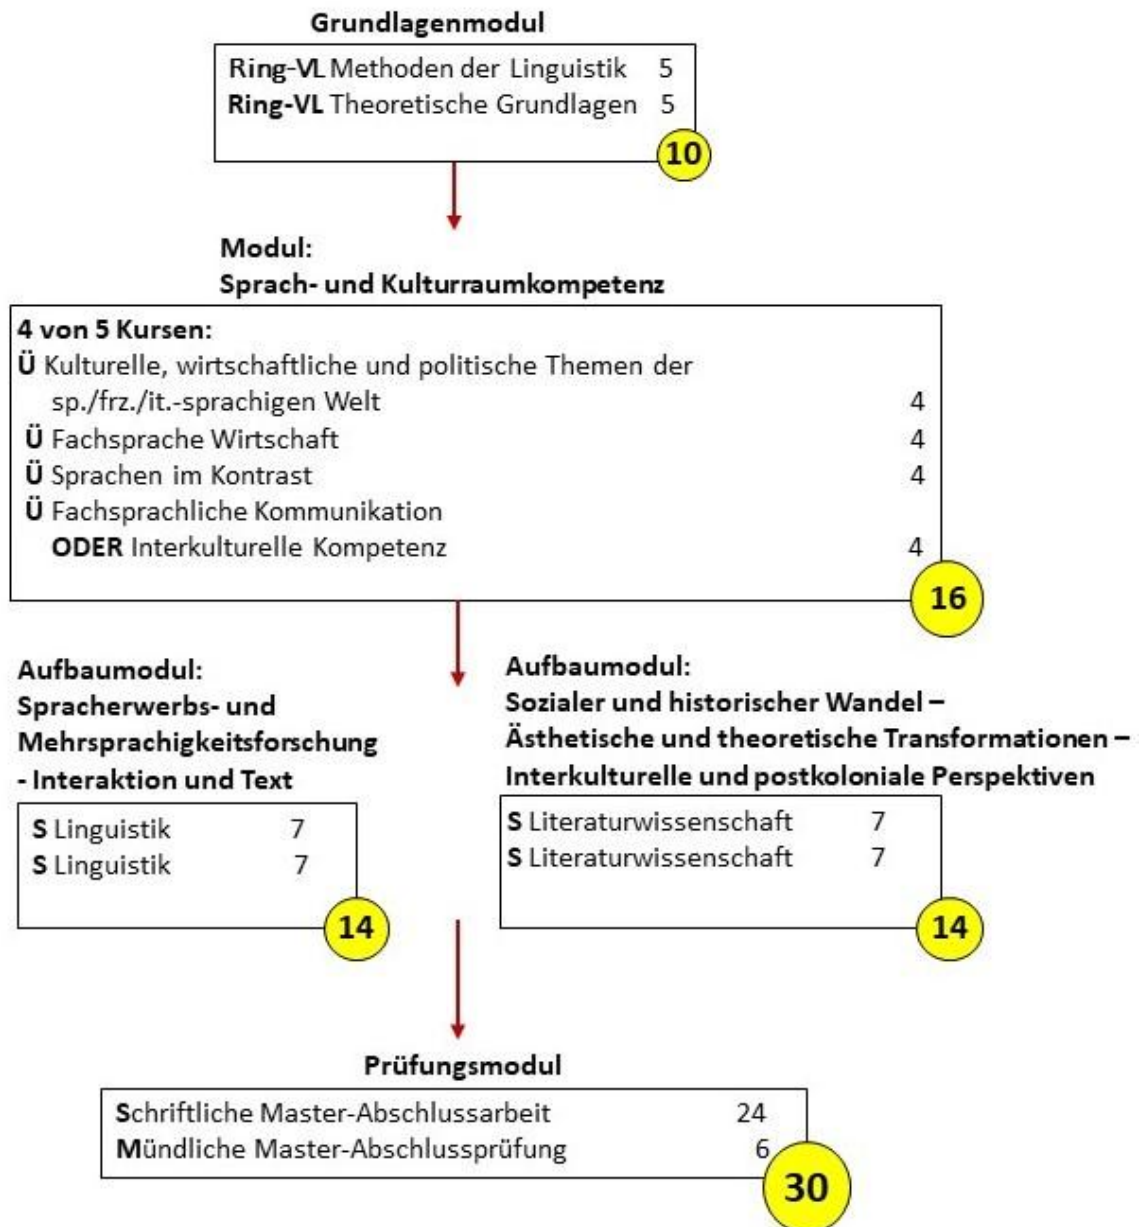 Grundlagenmodul
Ring-VL Methoden der Linguistik 5
Ring-VL Theoretische Grundlagen 5
10
Modul:
Sprach- und Kulturraumkompetenz
4 von 5 Kursen:
Ü Kulturelle, wirtschaftliche und politische Themen der
sp./frz./it.-sprachigen Welt 4
Ü Fachsprache Wirtschaft 4
Ü Sprachen im Kontrast 4
Ü Fachsprachliche Kommunikation
ODER Interkulturelle Kompetenz 4
16
Aufbaumodul:
Spracherwerbs- und
Mehrsprachigkeitsforschung
- Interaktion und Text
S Linguistik 7
S Linguistik 7
14
Aufbaumodul:
Sozialer und historischer Wandel –
Ästhetische und theoretische Transformationen –
Interkulturelle und postkoloniale Perspektiven
S Literaturwissenschaft 7
S Literaturwissenschaft 7
14
Prüfungsmodul
Schriftliche Master-Abschlussarbeit 24
Mündliche Master-Abschlussprüfung 6
30